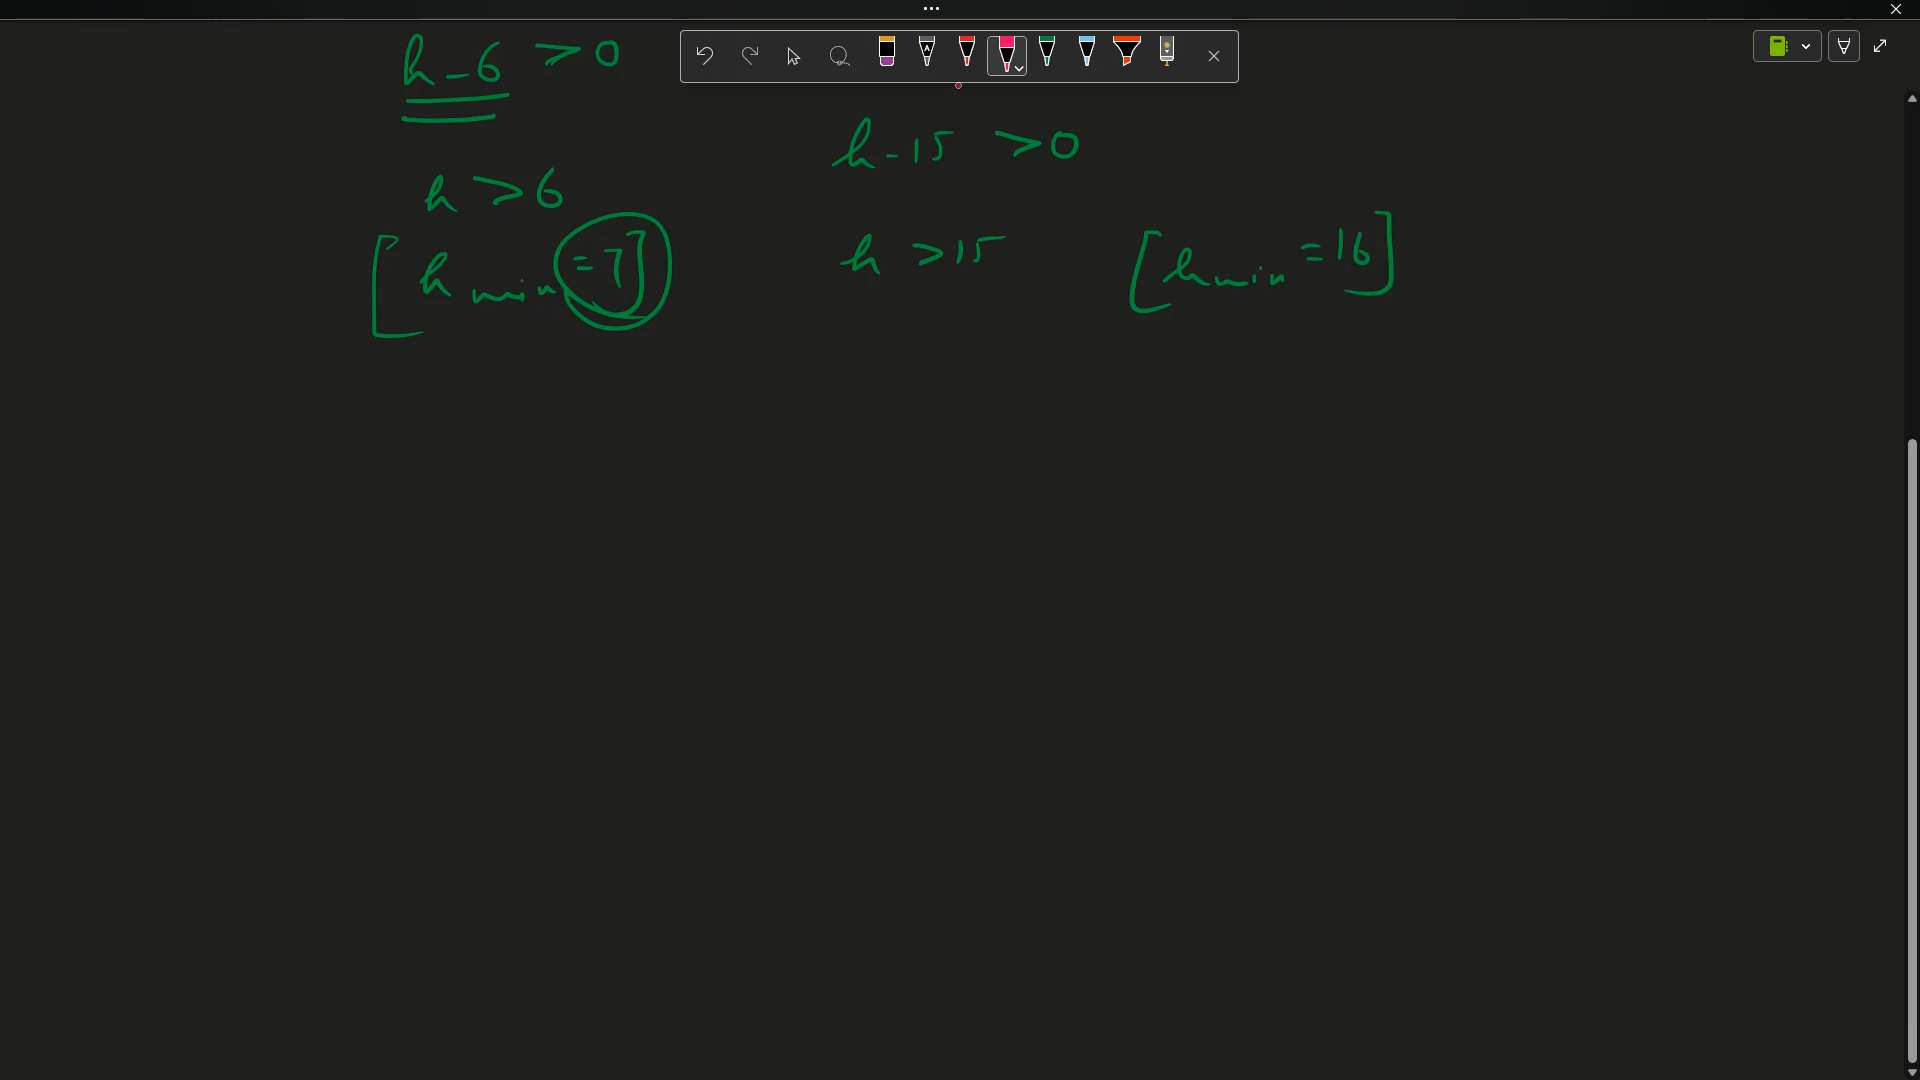 h - 6 > 0
h - 15 > 0
h > 6
[ h min = 7 ]
h > 15 [ h min = 16 ]